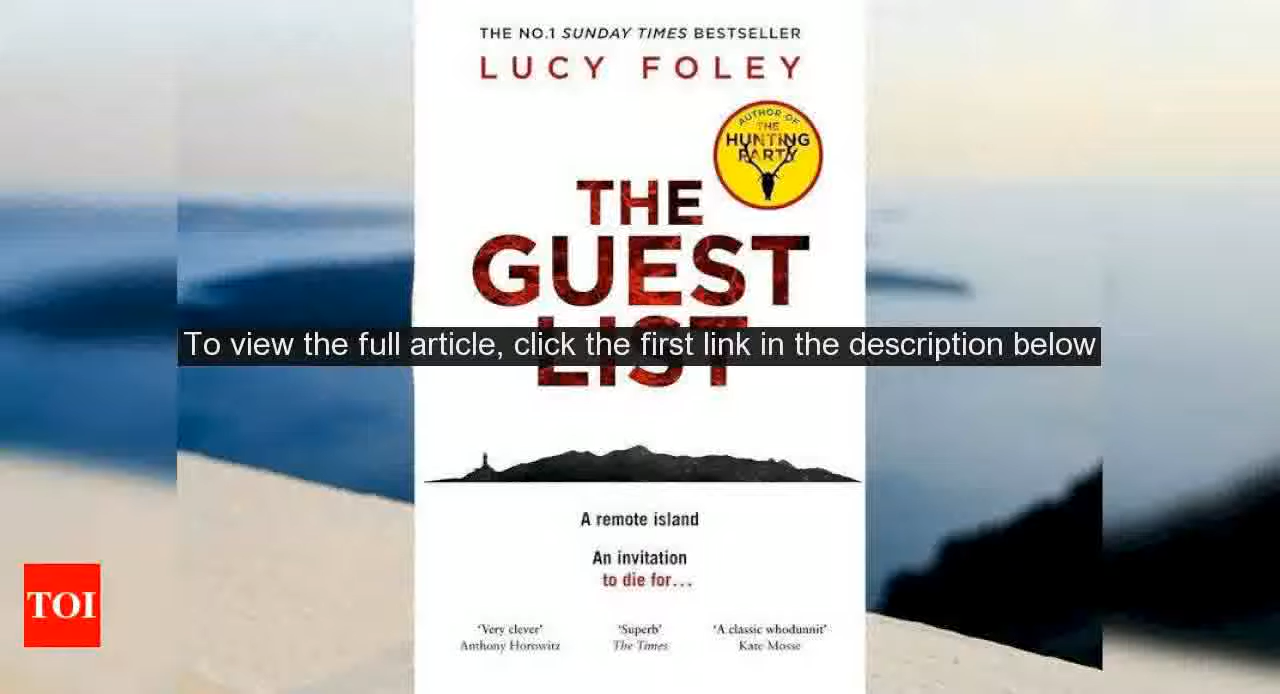 THE NO.1 SUNDAY TIMES BESTSELLER
LUCY FOLEY
AUTHOR OF
THE
HUNTING
PARTY
THE
GUEST
LIST
To view the full article, click the first link in the description below
A remote island
An invitation
to die for...
TOI
‘Very clever’
Anthony Horowitz
‘Superb’
The Times
‘A classic whodunnit’
Kate Mosse